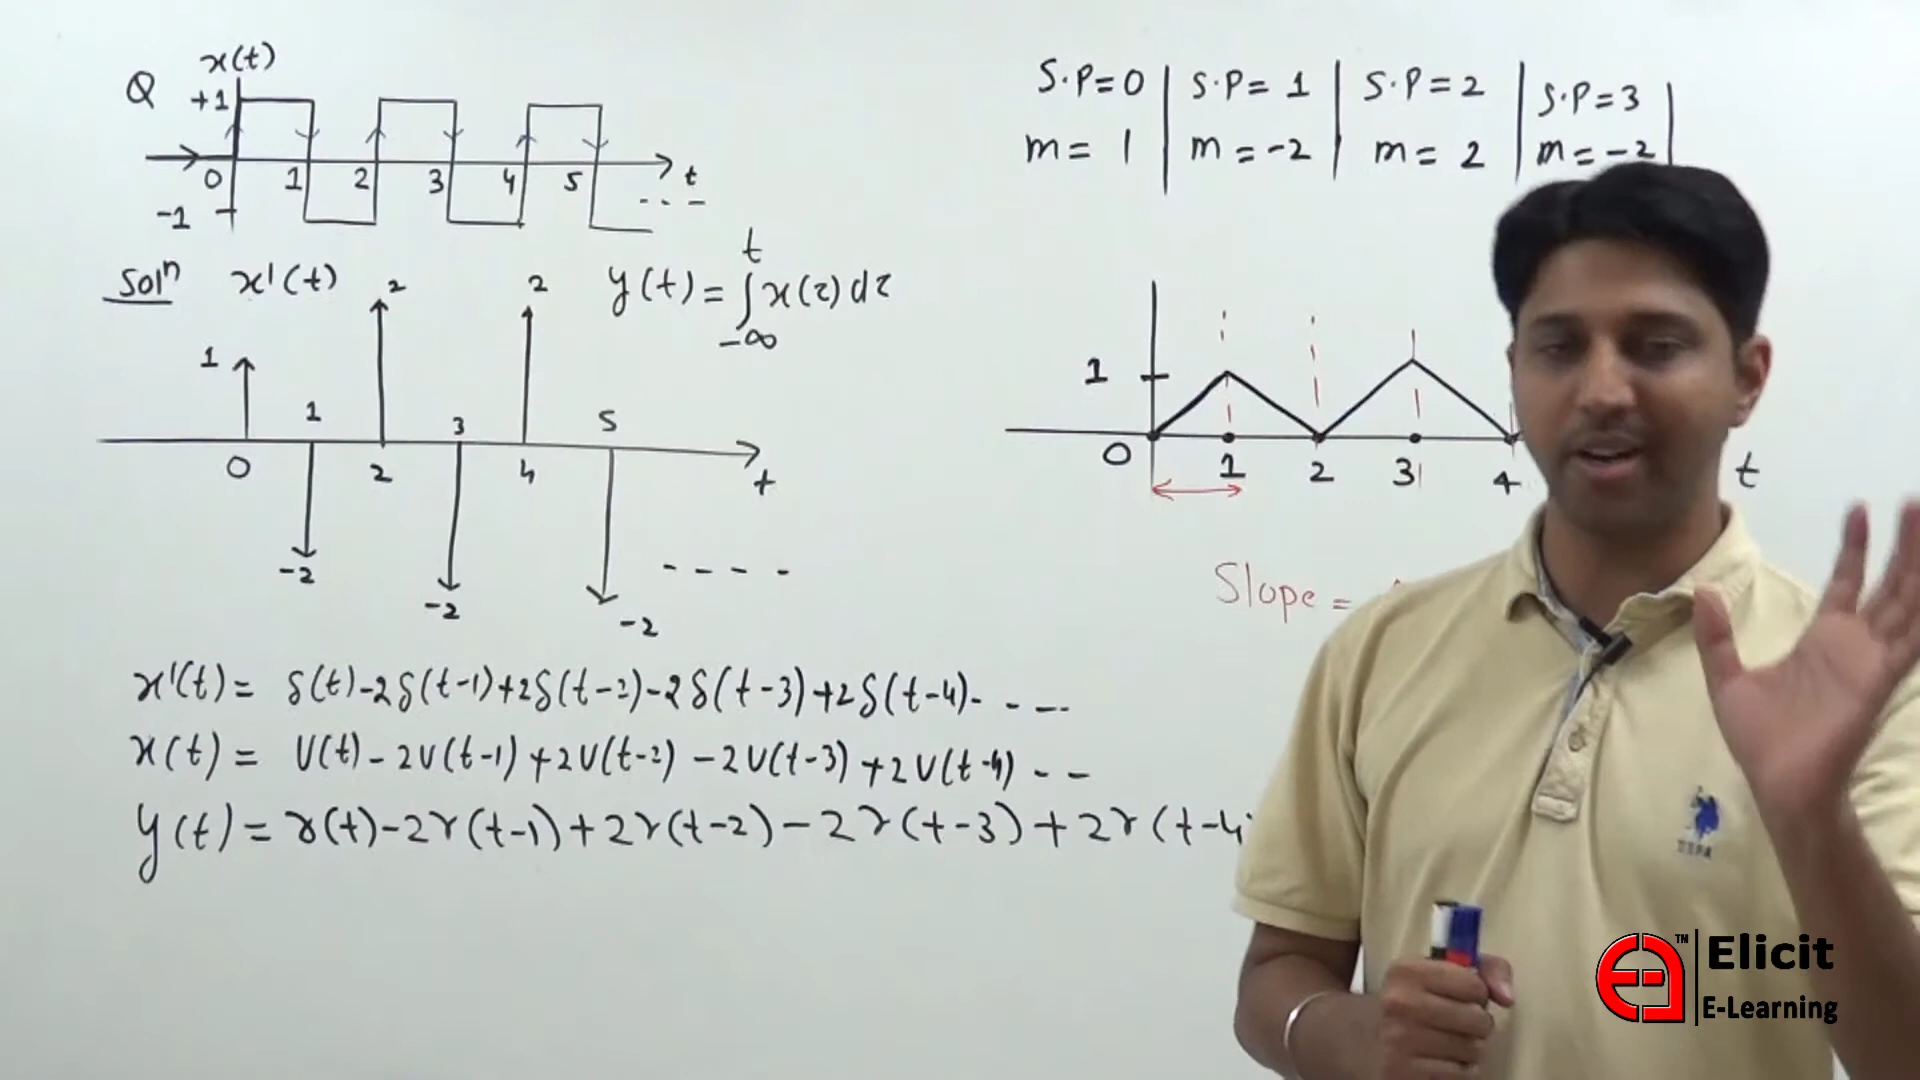 x(t)
Q +1
0 1 2 3 4 5 t
-1 - - -
Solⁿ x'(t) y(t) = ∫_{-∞}^{t} x(τ) dτ
1 2 2
1 3 5
0 2 4 t
-2 -2 -2 - - - -
x'(t) = δ(t) - 2δ(t-1) + 2δ(t-2) - 2δ(t-3) + 2δ(t-4) - - - -
x(t) = U(t) - 2U(t-1) + 2U(t-2) - 2U(t-3) + 2U(t-4) - - -
y(t) = r(t) - 2r(t-1) + 2r(t-2) - 2r(t-3) + 2r(t-4)
S.P=0 | S.P=1 | S.P=2 | S.P=3 |
m = 1 | m = -2 | m = 2 | m = -2 |
1
0 1 2 3 4 t
Slope =
USPA
Elicit
E-Learning
TM